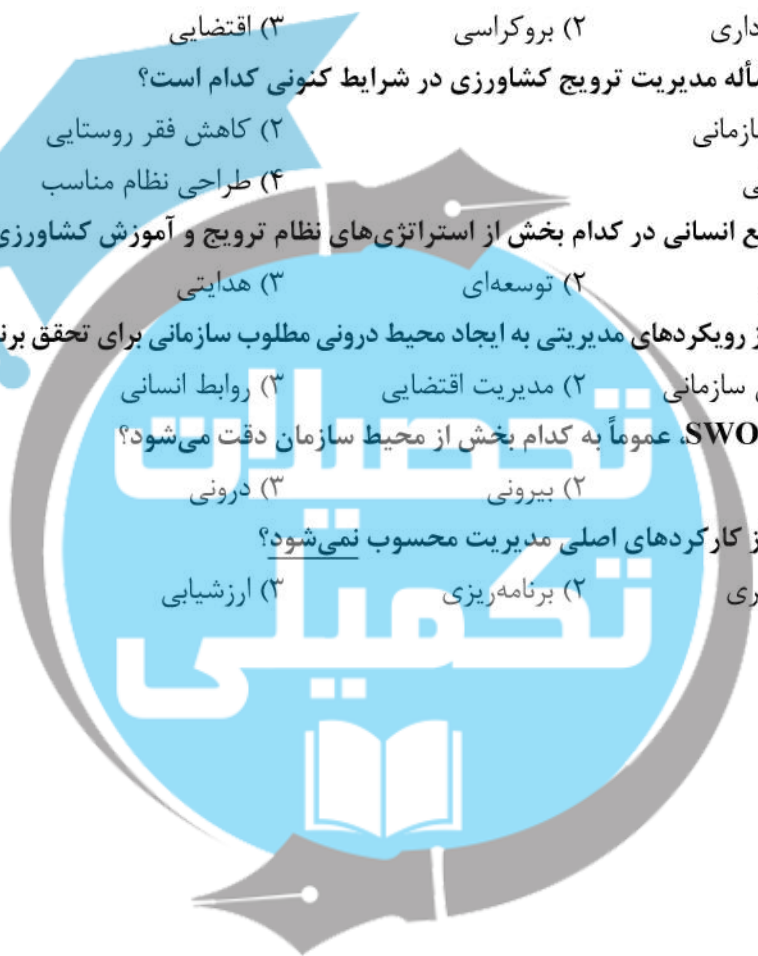 داری ۲) بروکراسی ۳) اقتضایی
أله مدیریت ترویج کشاورزی در شرایط کنونی کدام است؟
ازمانی ۲) کاهش فقر روستایی
ی ۴) طراحی نظام مناسب
ع انسانی در کدام بخش از استراتژی‌های نظام ترویج و آموزش کشاورزی
۲) توسعه‌ای ۳) هدایتی
ز رویکردهای مدیریتی به ایجاد محیط درونی مطلوب سازمانی برای تحقق برن
ی سازمانی ۲) مدیریت اقتضایی ۳) روابط انسانی
SWO، عموماً به کدام بخش از محیط سازمان دقت می‌شود؟
۲) بیرونی ۳) درونی
ز کارکردهای اصلی مدیریت محسوب نمی‌شود؟
ری ۲) برنامه‌ریزی ۳) ارزشیابی
تحصیلات
تکمیلی